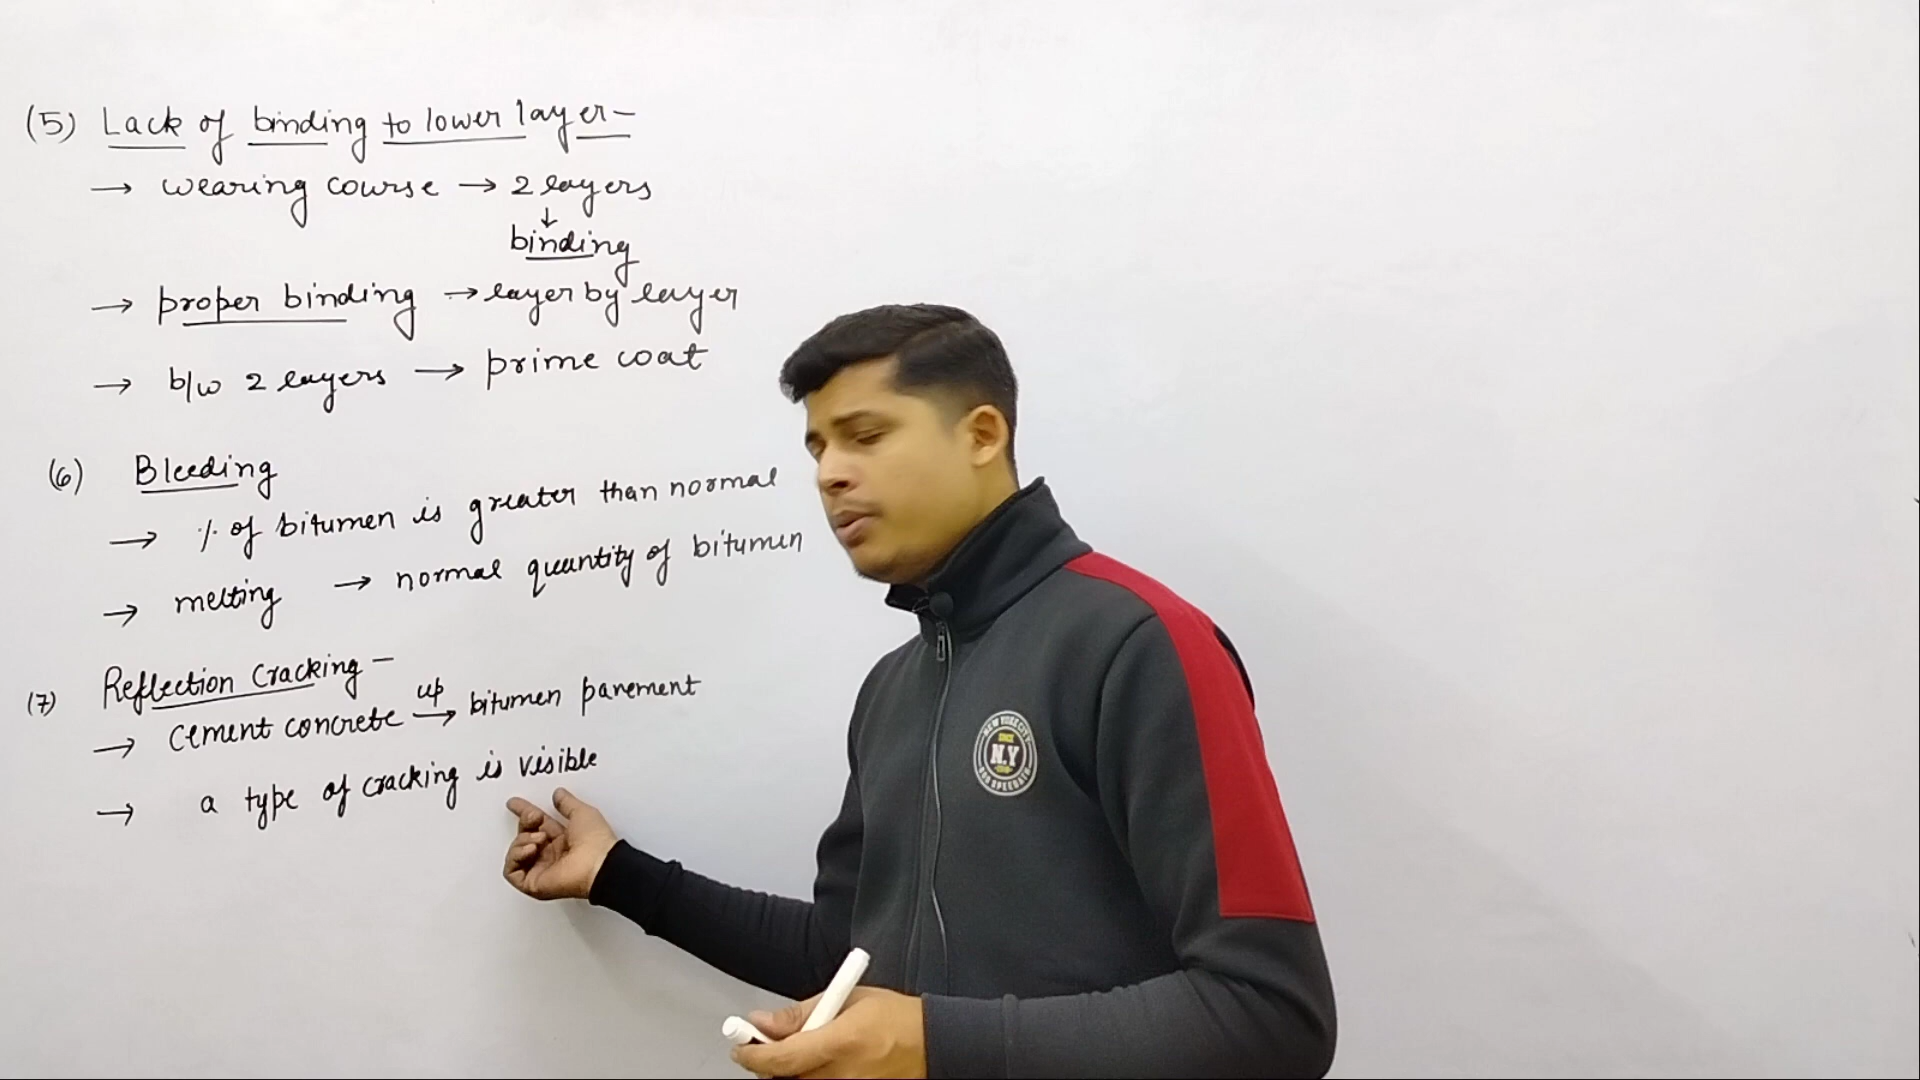 (5) Lack of binding to lower layer-
→ wearing course → 2 layers
↓
binding
→ proper binding → layer by layer
→ b/w 2 layers → prime coat
(6) Bleeding
→ % of bitumen is greater than normal
→ melting → normal quantity of bitumen
(7) Reflection Cracking -
→ cement concrete up → bitumen pavement
→ a type of cracking is visible
NEW YORK CITY
SINCE
N.Y